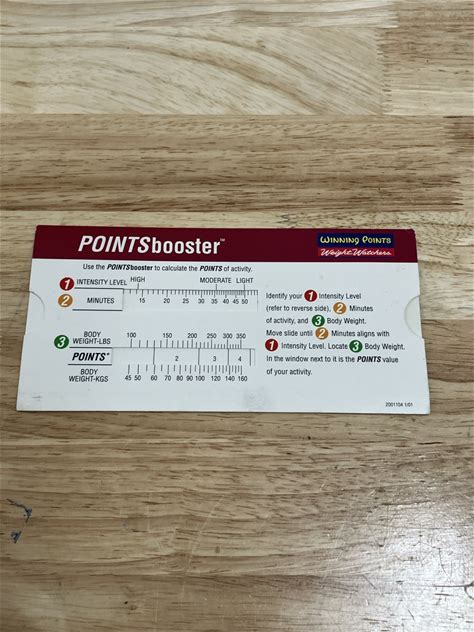 POINTSbooster™
WINNING POINTS
Weight Watchers
Use the POINTSbooster to calculate the POINTS of activity.
1 INTENSITY LEVEL HIGH MODERATE LIGHT
2 MINUTES 15 20 25 30 35 40 45 50
3 BODY WEIGHT-LBS 100 150 200 250 300 350
POINTS® 2 3 4
BODY WEIGHT-KGS 45 50 60 70 80 90 100 120 140 160
Identify your 1 Intensity Level
(refer to reverse side), 2 Minutes
of activity, and 3 Body Weight.
Move slide until 2 Minutes aligns with
1 Intensity Level. Locate 3 Body Weight.
In the window next to it is the POINTS value
of your activity.
2001104 1/01